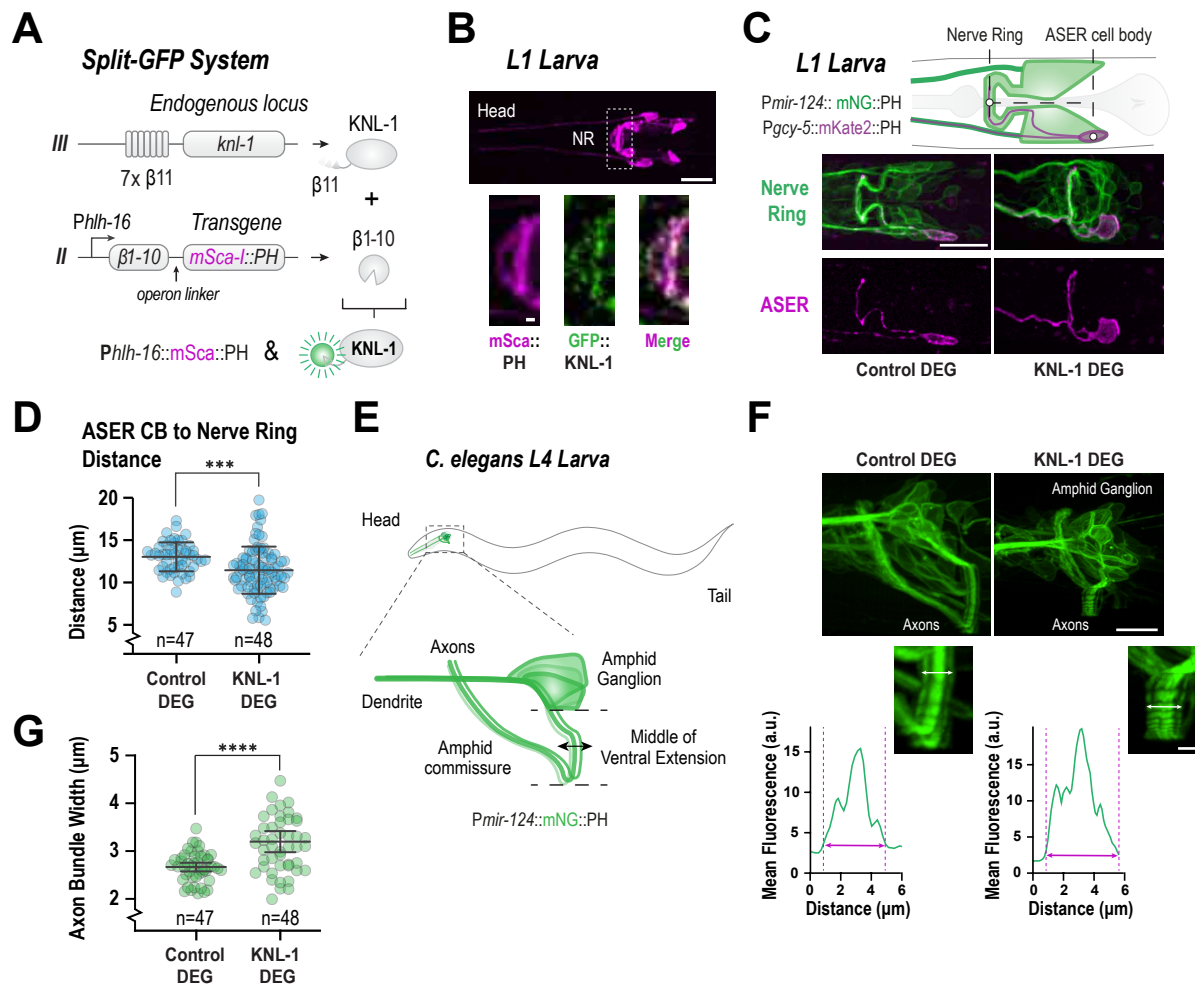 A
Split-GFP System
Endogenous locus
III
knl-1
7x β11
KNL-1
β11
+
Phlh-16
Transgene
II
β1-10
mSca-I::PH
operon linker
β1-10
Phlh-16::mSca::PH & KNL-1
B
L1 Larva
Head
NR
mSca::
PH
GFP::
KNL-1
Merge
C
Nerve Ring
ASER cell body
L1 Larva
Pmir-124:: mNG::PH
Pgcy-5::mKate2::PH
Nerve
Ring
ASER
Control DEG
KNL-1 DEG
D
ASER CB to Nerve Ring
Distance
***
Distance (µm)
20
15
10
5
n=47
n=48
Control
DEG
KNL-1
DEG
E
C. elegans L4 Larva
Head
Tail
Axons
Dendrite
Amphid
Ganglion
Amphid
commissure
Middle of
Ventral Extension
Pmir-124::mNG::PH
F
Control DEG
KNL-1 DEG
Amphid Ganglion
Axons
Axons
Mean Fluorescence (a.u.)
15
10
5
0
0 2 4 6
Distance (µm)
Mean Fluorescence (a.u.)
15
10
5
0
0 2 4 6
Distance (µm)
G
****
Axon Bundle Width (µm)
5
4
3
2
n=47
n=48
Control
DEG
KNL-1
DEG